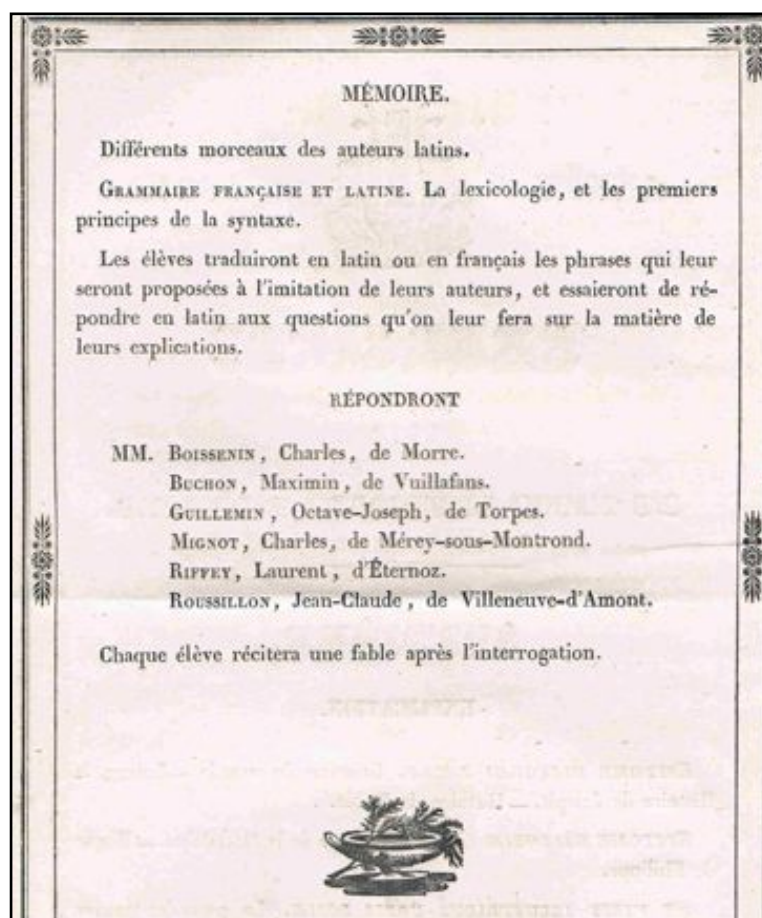 MÉMOIRE.
Différents morceaux des auteurs latins.
GRAMMAIRE FRANÇAISE ET LATINE. La lexicologie, et les premiers
principes de la syntaxe.
Les élèves traduiront en latin ou en français les phrases qui leur
seront proposées à l'imitation de leurs auteurs, et essaieront de ré-
pondre en latin aux questions qu'on leur fera sur la matière de
leurs explications.
RÉPONDRONT
MM. BOISSENIN, Charles, de Morre.
BUCHON, Maximin, de Vuillafans.
GUILLEMIN, Octave-Joseph, de Torpes.
MIGNOT, Charles, de Mérey-sous-Montrond.
RIFFEY, Laurent, d'Éternoz.
ROUSSILLON, Jean-Claude, de Villeneuve-d'Amont.
Chaque élève récitera une fable après l'interrogation.